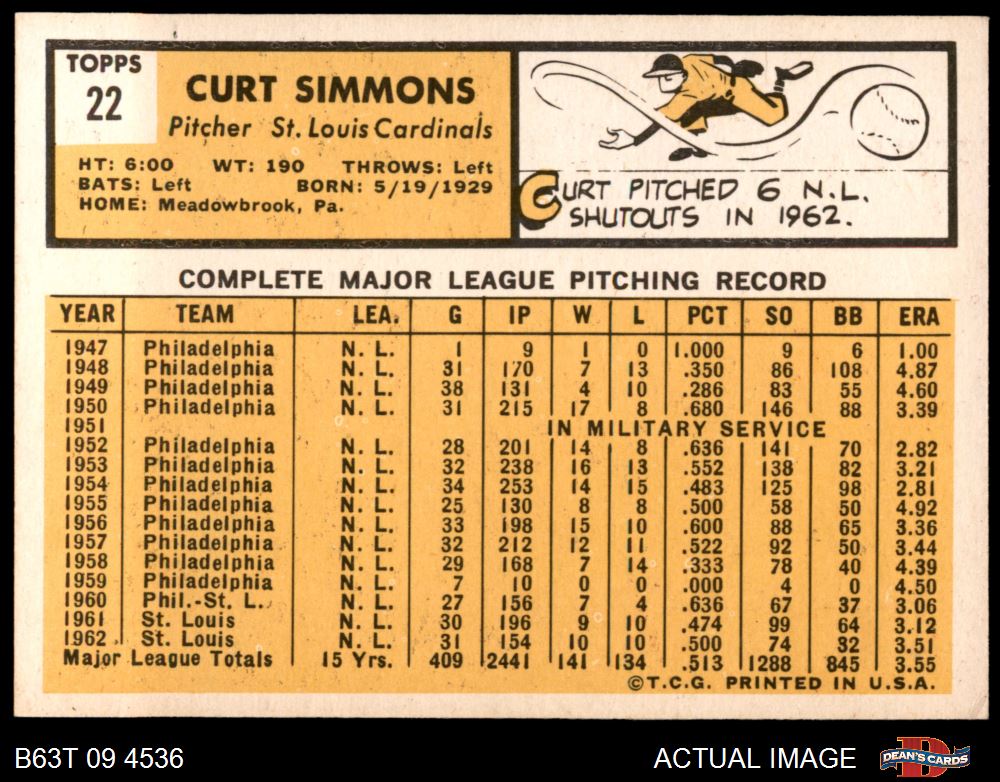 TOPPS
22
CURT SIMMONS
Pitcher St. Louis Cardinals
HT: 6:00 WT: 190 THROWS: Left
BATS: Left BORN: 5/19/1929
HOME: Meadowbrook, Pa.
CURT PITCHED 6 N.L.
SHUTOUTS IN 1962.
COMPLETE MAJOR LEAGUE PITCHING RECORD
YEAR TEAM LEA. G IP W L PCT SO BB ERA
1947 Philadelphia N. L. 1 9 1 0 1.000 9 6 1.00
1948 Philadelphia N. L. 31 170 7 13 .350 86 108 4.87
1949 Philadelphia N. L. 38 131 4 10 .286 83 55 4.60
1950 Philadelphia N. L. 31 215 17 8 .680 146 88 3.39
1951 IN MILITARY SERVICE
1952 Philadelphia N. L. 28 201 14 8 .636 141 70 2.82
1953 Philadelphia N. L. 32 238 16 13 .552 138 82 3.21
1954 Philadelphia N. L. 34 253 14 15 .483 125 98 2.81
1955 Philadelphia N. L. 25 130 8 8 .500 58 50 4.92
1956 Philadelphia N. L. 33 198 15 10 .600 88 65 3.36
1957 Philadelphia N. L. 32 212 12 11 .522 92 50 3.44
1958 Philadelphia N. L. 29 168 7 14 .333 78 40 4.39
1959 Philadelphia N. L. 7 10 0 0 .000 4 0 4.50
1960 Phil.-St. L. N. L. 27 156 7 4 .636 67 37 3.06
1961 St. Louis N. L. 30 196 9 10 .474 99 64 3.12
1962 St. Louis N. L. 31 154 10 10 .500 74 32 3.51
Major League Totals 15 Yrs. 409 2441 141 134 .513 1288 845 3.55
©T.C.G. PRINTED IN U.S.A.
B63T 09 4536 ACTUAL IMAGE DEAN'S CARDS